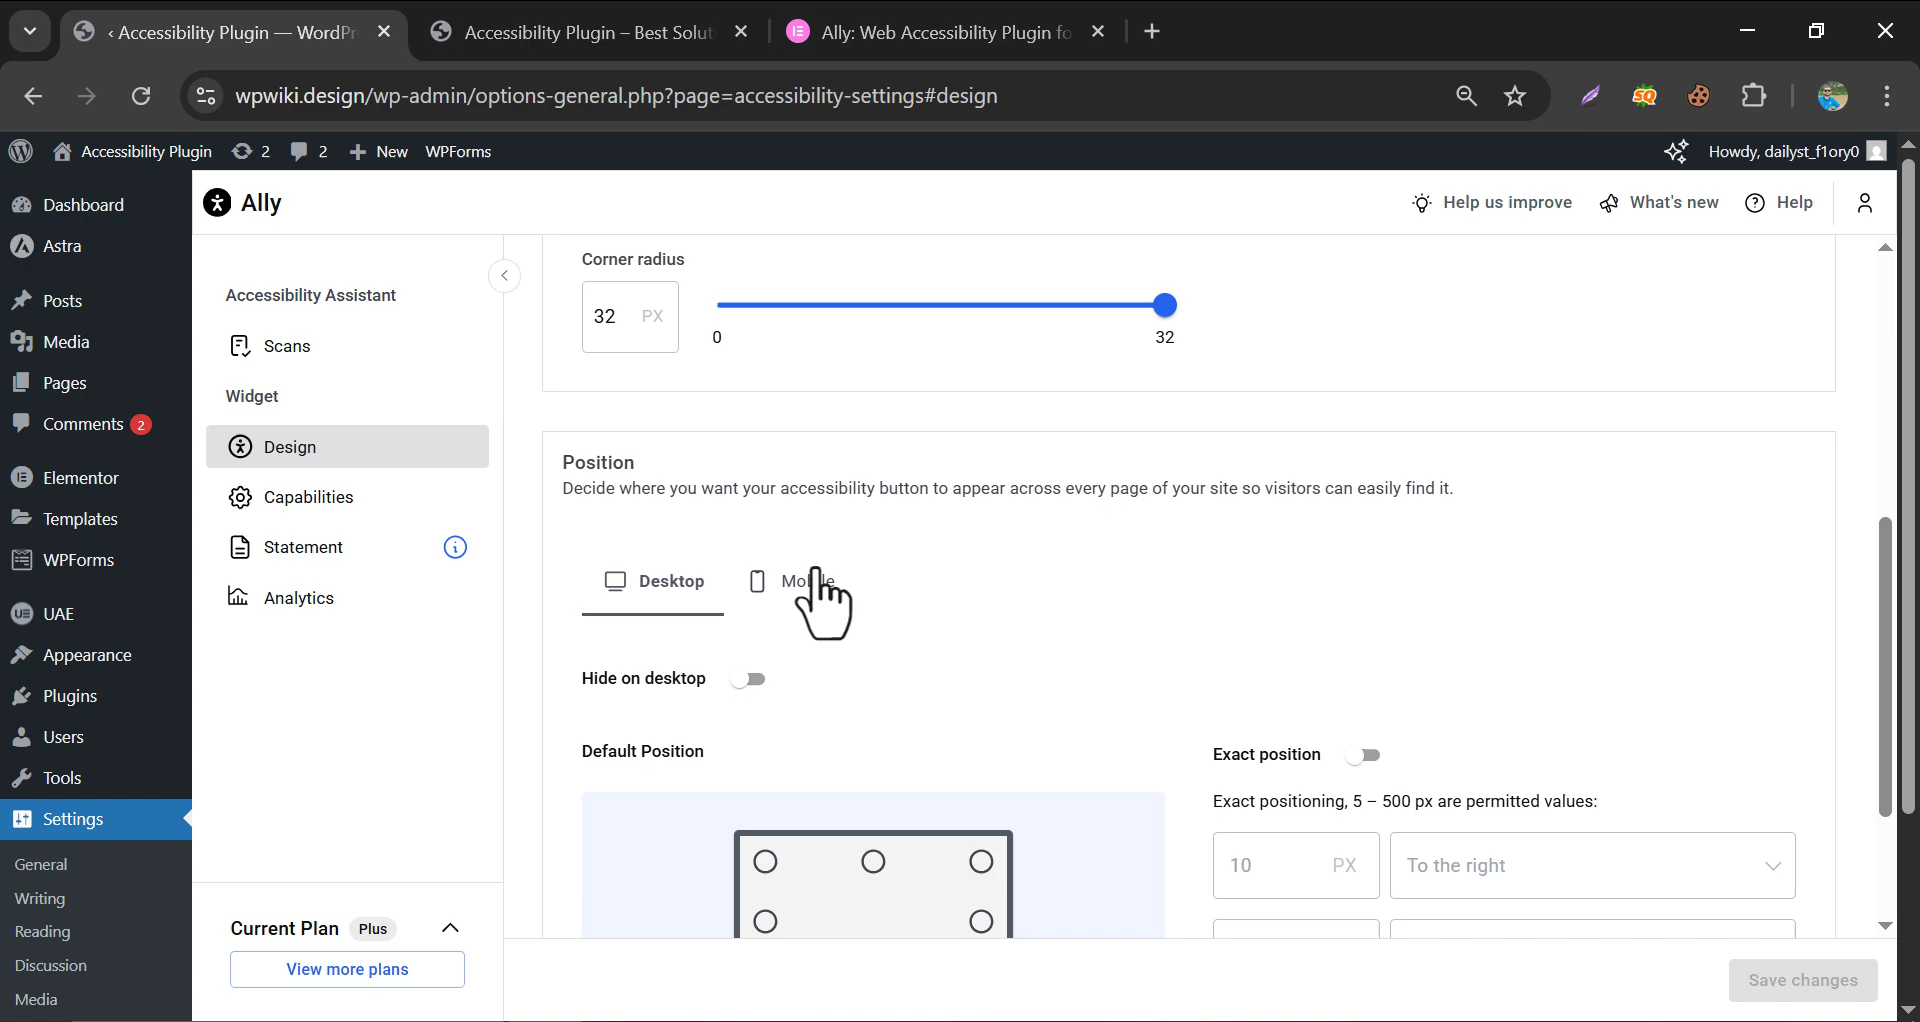 ‹ Accessibility Plugin — WordPr
Accessibility Plugin – Best Solut
Ally: Web Accessibility Plugin fo
wpwiki.design/wp-admin/options-general.php?page=accessibility-settings#design
Accessibility Plugin
2
2
New
WPForms
Howdy, dailyst_f1ory0
Dashboard
Astra
Posts
Media
Pages
Comments 2
Elementor
Templates
WPForms
UAE
Appearance
Plugins
Users
Tools
Settings
General
Writing
Reading
Discussion
Media
Ally
Help us improve
What's new
Help
Accessibility Assistant
Scans
Widget
Design
Capabilities
Statement
Analytics
Current Plan Plus
View more plans
Corner radius
32 PX
0
32
Position
Decide where you want your accessibility button to appear across every page of your site so visitors can easily find it.
Desktop
Mobile
Hide on desktop
Default Position
Exact position
Exact positioning, 5 – 500 px are permitted values:
10 PX
To the right
Save changes